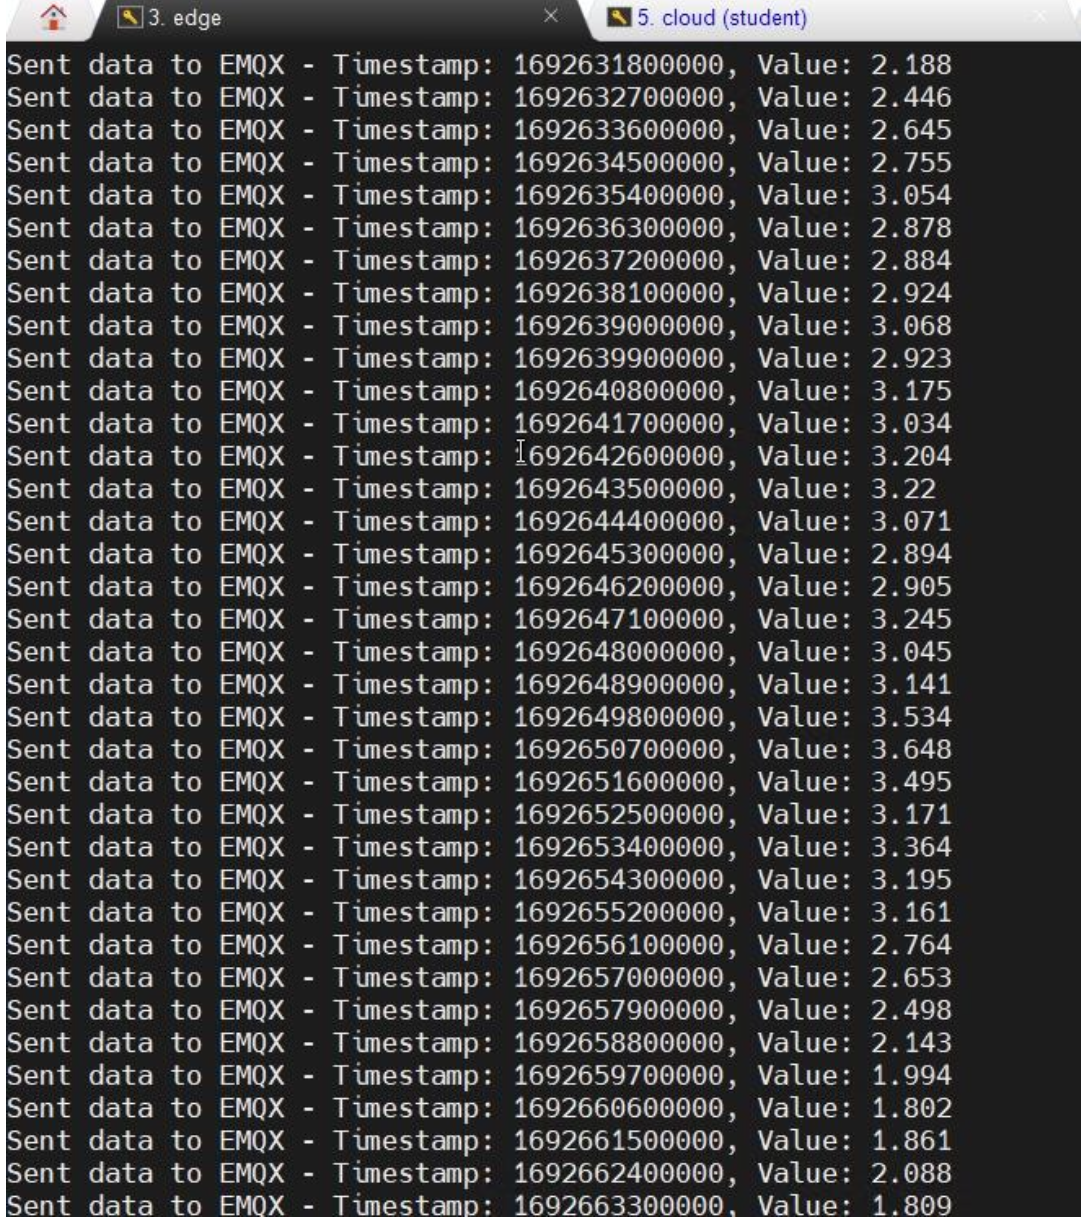 3. edge
5. cloud (student)
Sent data to EMQX - Timestamp: 1692631800000, Value: 2.188
Sent data to EMQX - Timestamp: 1692632700000, Value: 2.446
Sent data to EMQX - Timestamp: 1692633600000, Value: 2.645
Sent data to EMQX - Timestamp: 1692634500000, Value: 2.755
Sent data to EMQX - Timestamp: 1692635400000, Value: 3.054
Sent data to EMQX - Timestamp: 1692636300000, Value: 2.878
Sent data to EMQX - Timestamp: 1692637200000, Value: 2.884
Sent data to EMQX - Timestamp: 1692638100000, Value: 2.924
Sent data to EMQX - Timestamp: 1692639000000, Value: 3.068
Sent data to EMQX - Timestamp: 1692639900000, Value: 2.923
Sent data to EMQX - Timestamp: 1692640800000, Value: 3.175
Sent data to EMQX - Timestamp: 1692641700000, Value: 3.034
Sent data to EMQX - Timestamp: 1692642600000, Value: 3.204
Sent data to EMQX - Timestamp: 1692643500000, Value: 3.22
Sent data to EMQX - Timestamp: 1692644400000, Value: 3.071
Sent data to EMQX - Timestamp: 1692645300000, Value: 2.894
Sent data to EMQX - Timestamp: 1692646200000, Value: 2.905
Sent data to EMQX - Timestamp: 1692647100000, Value: 3.245
Sent data to EMQX - Timestamp: 1692648000000, Value: 3.045
Sent data to EMQX - Timestamp: 1692648900000, Value: 3.141
Sent data to EMQX - Timestamp: 1692649800000, Value: 3.534
Sent data to EMQX - Timestamp: 1692650700000, Value: 3.648
Sent data to EMQX - Timestamp: 1692651600000, Value: 3.495
Sent data to EMQX - Timestamp: 1692652500000, Value: 3.171
Sent data to EMQX - Timestamp: 1692653400000, Value: 3.364
Sent data to EMQX - Timestamp: 1692654300000, Value: 3.195
Sent data to EMQX - Timestamp: 1692655200000, Value: 3.161
Sent data to EMQX - Timestamp: 1692656100000, Value: 2.764
Sent data to EMQX - Timestamp: 1692657000000, Value: 2.653
Sent data to EMQX - Timestamp: 1692657900000, Value: 2.498
Sent data to EMQX - Timestamp: 1692658800000, Value: 2.143
Sent data to EMQX - Timestamp: 1692659700000, Value: 1.994
Sent data to EMQX - Timestamp: 1692660600000, Value: 1.802
Sent data to EMQX - Timestamp: 1692661500000, Value: 1.861
Sent data to EMQX - Timestamp: 1692662400000, Value: 2.088
Sent data to EMQX - Timestamp: 1692663300000, Value: 1.809